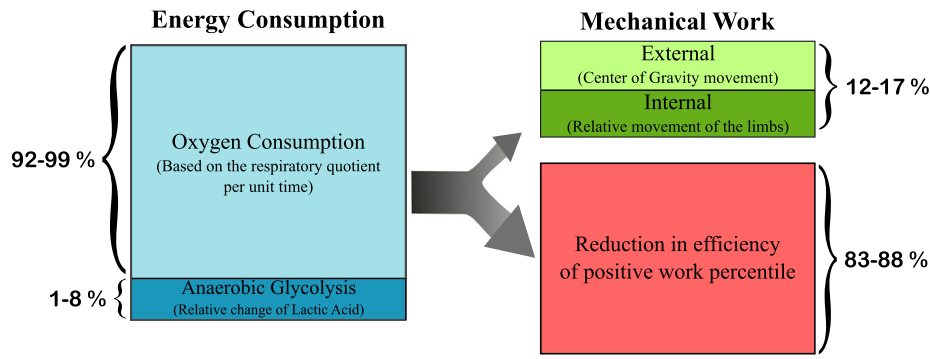 Energy Consumption
Mechanical Work
92-99 %
Oxygen Consumption
(Based on the respiratory quotient
per unit time)
1-8 %
Anaerobic Glycolysis
(Relative change of Lactic Acid)
External
(Center of Gravity movement)
Internal
(Relative movement of the limbs)
12-17 %
Reduction in efficiency
of positive work percentile
83-88 %